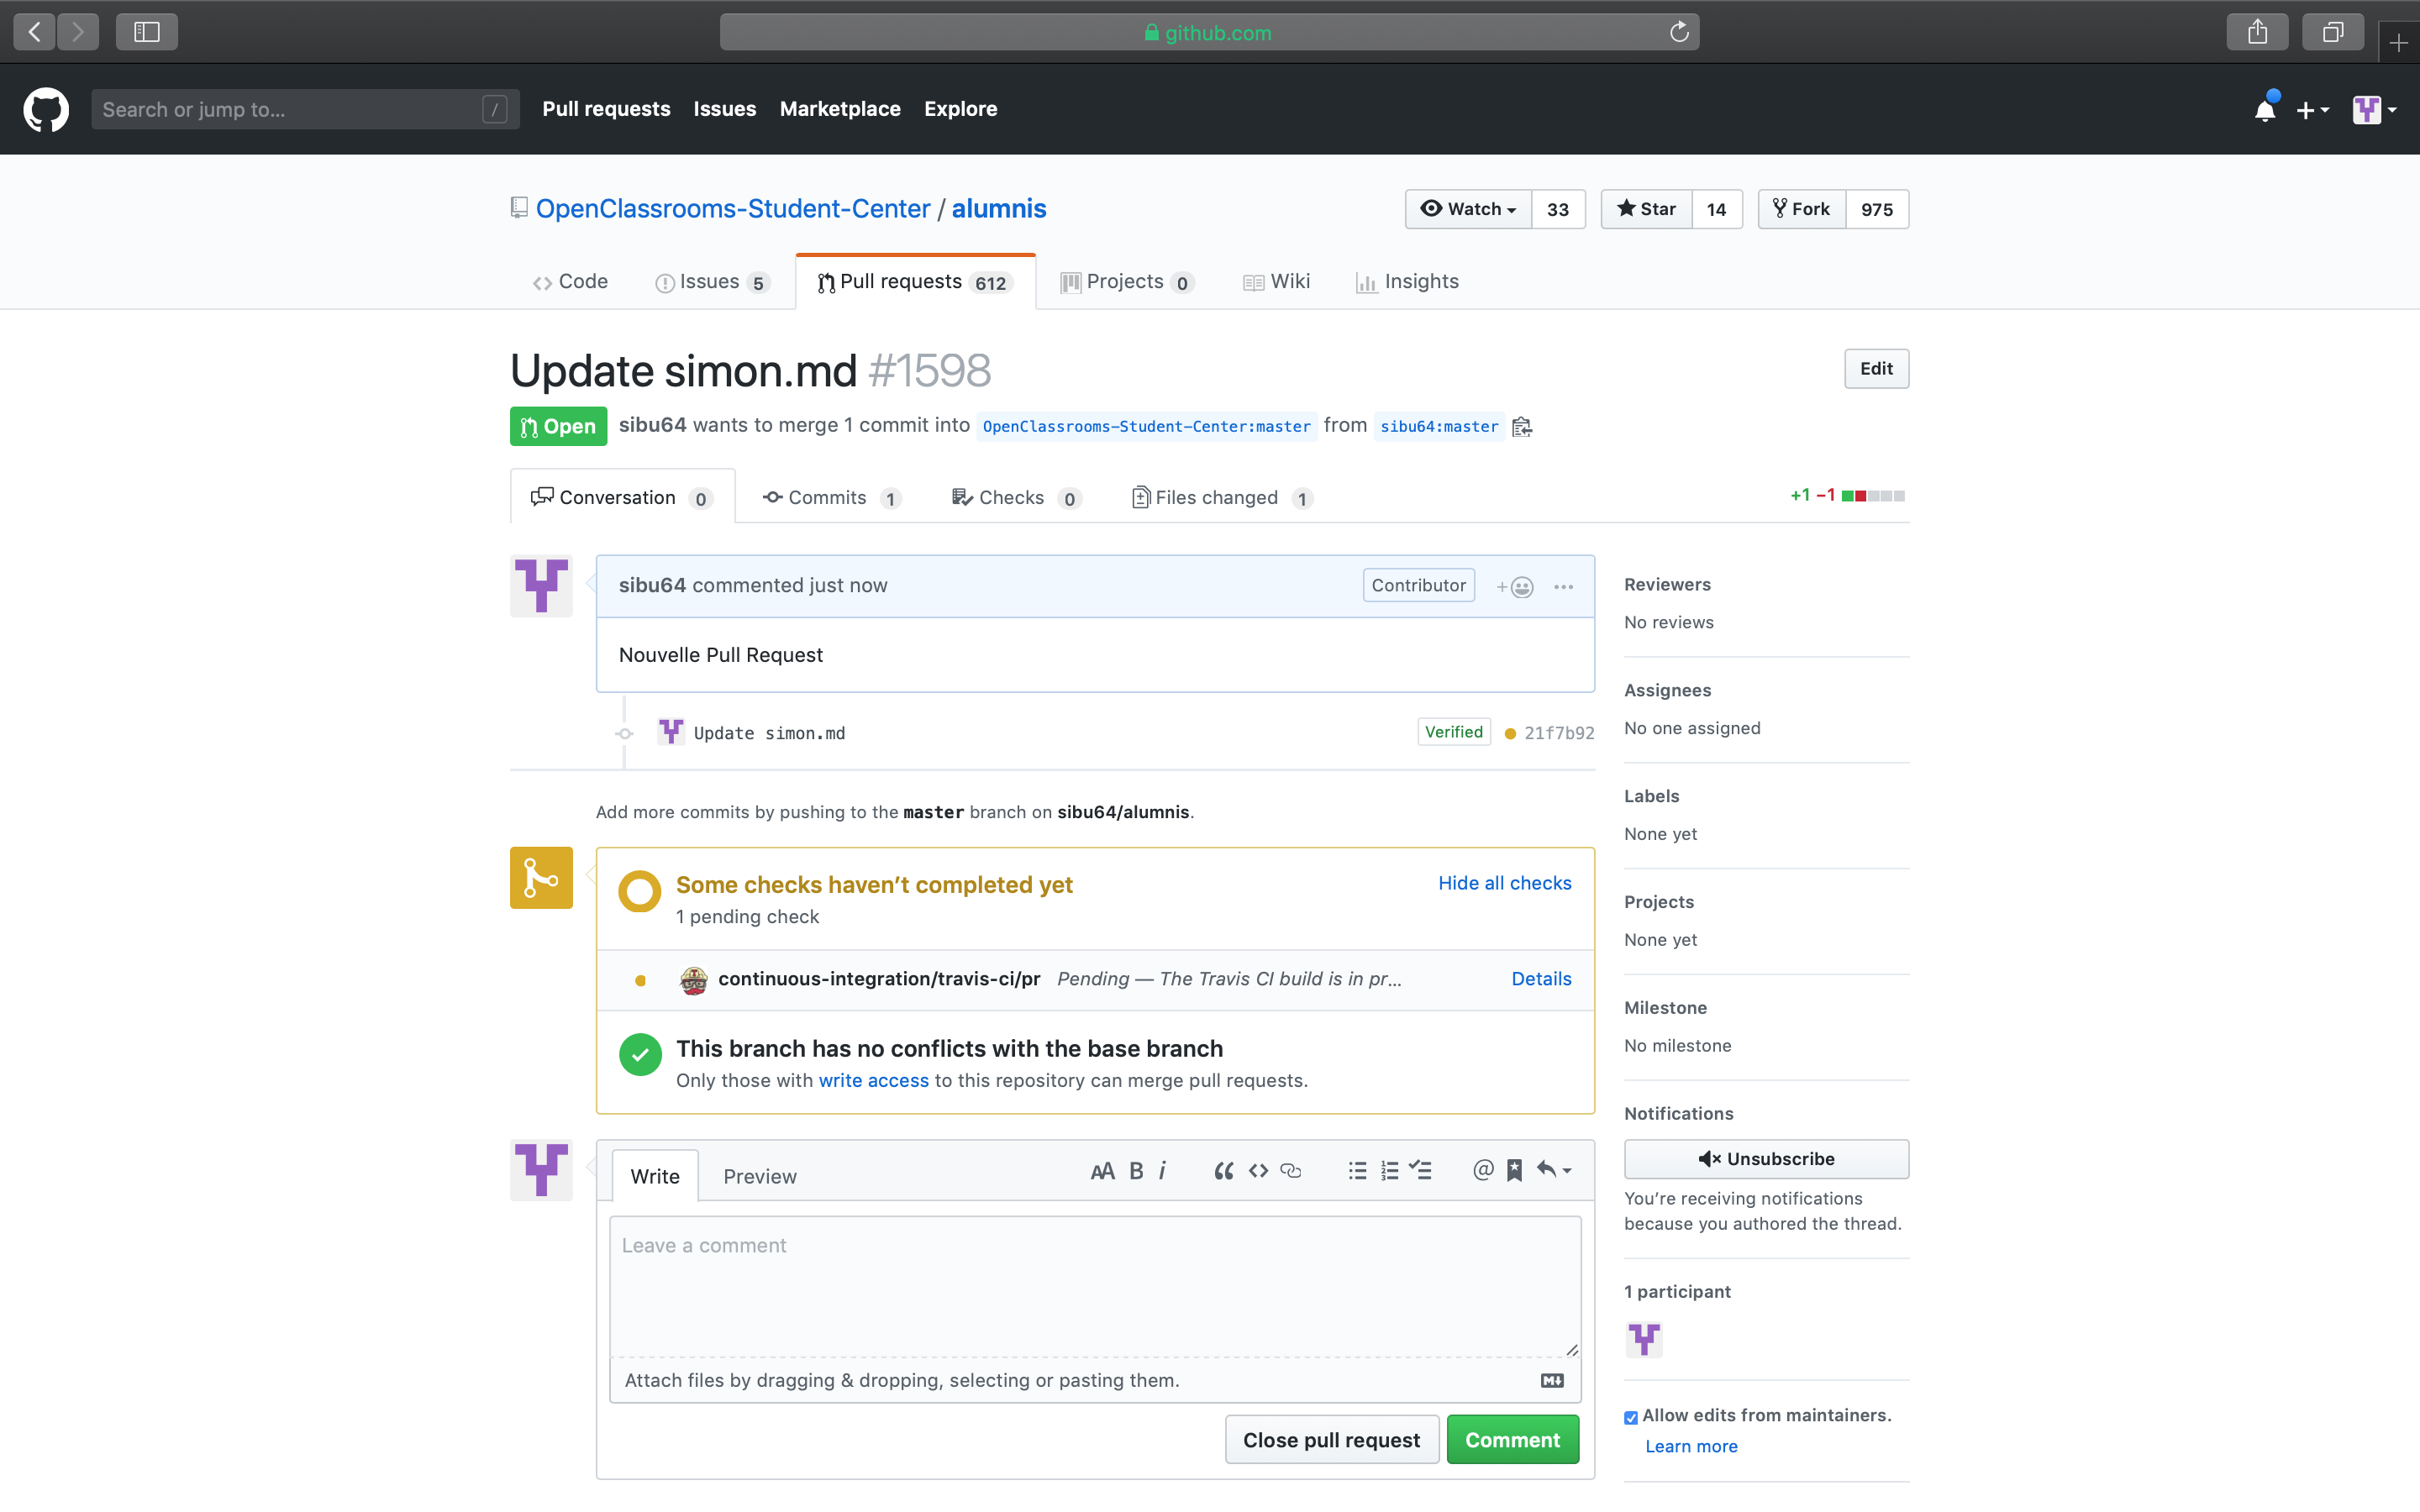 github.com
Search or jump to... /
Pull requests Issues Marketplace Explore
OpenClassrooms-Student-Center / alumnis
Watch 33 Star 14 Fork 975
Code Issues 5 Pull requests 612 Projects 0 Wiki Insights
Update simon.md #1598
Edit
Open sibu64 wants to merge 1 commit into OpenClassrooms-Student-Center:master from sibu64:master
Conversation 0 Commits 1 Checks 0 Files changed 1 +1 −1
sibu64 commented just now Contributor
Nouvelle Pull Request
Update simon.md Verified 21f7b92
Add more commits by pushing to the master branch on sibu64/alumnis.
Some checks haven’t completed yet Hide all checks
1 pending check
continuous-integration/travis-ci/pr Pending — The Travis CI build is in pr... Details
This branch has no conflicts with the base branch
Only those with write access to this repository can merge pull requests.
Write Preview
Leave a comment
Attach files by dragging & dropping, selecting or pasting them.
Close pull request Comment
Reviewers
No reviews
Assignees
No one assigned
Labels
None yet
Projects
None yet
Milestone
No milestone
Notifications
Unsubscribe
You’re receiving notifications
because you authored the thread.
1 participant
Allow edits from maintainers.
Learn more